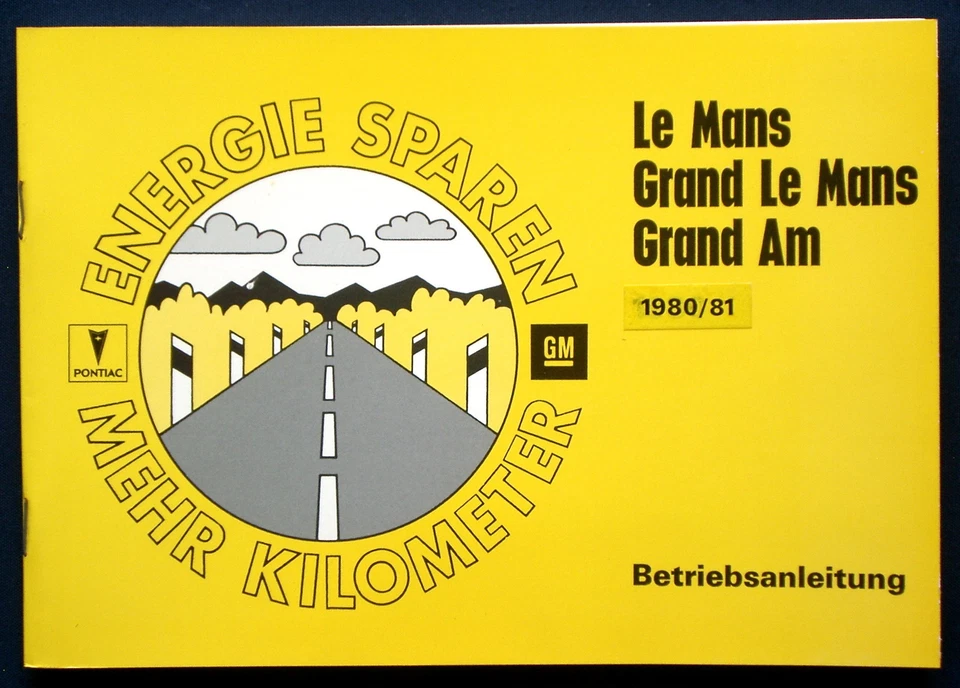 ENERGIE SPAREN
PONTIAC
GM
MEHR KILOMETER
Le Mans
Grand Le Mans
Grand Am
1980/81
Betriebsanleitung